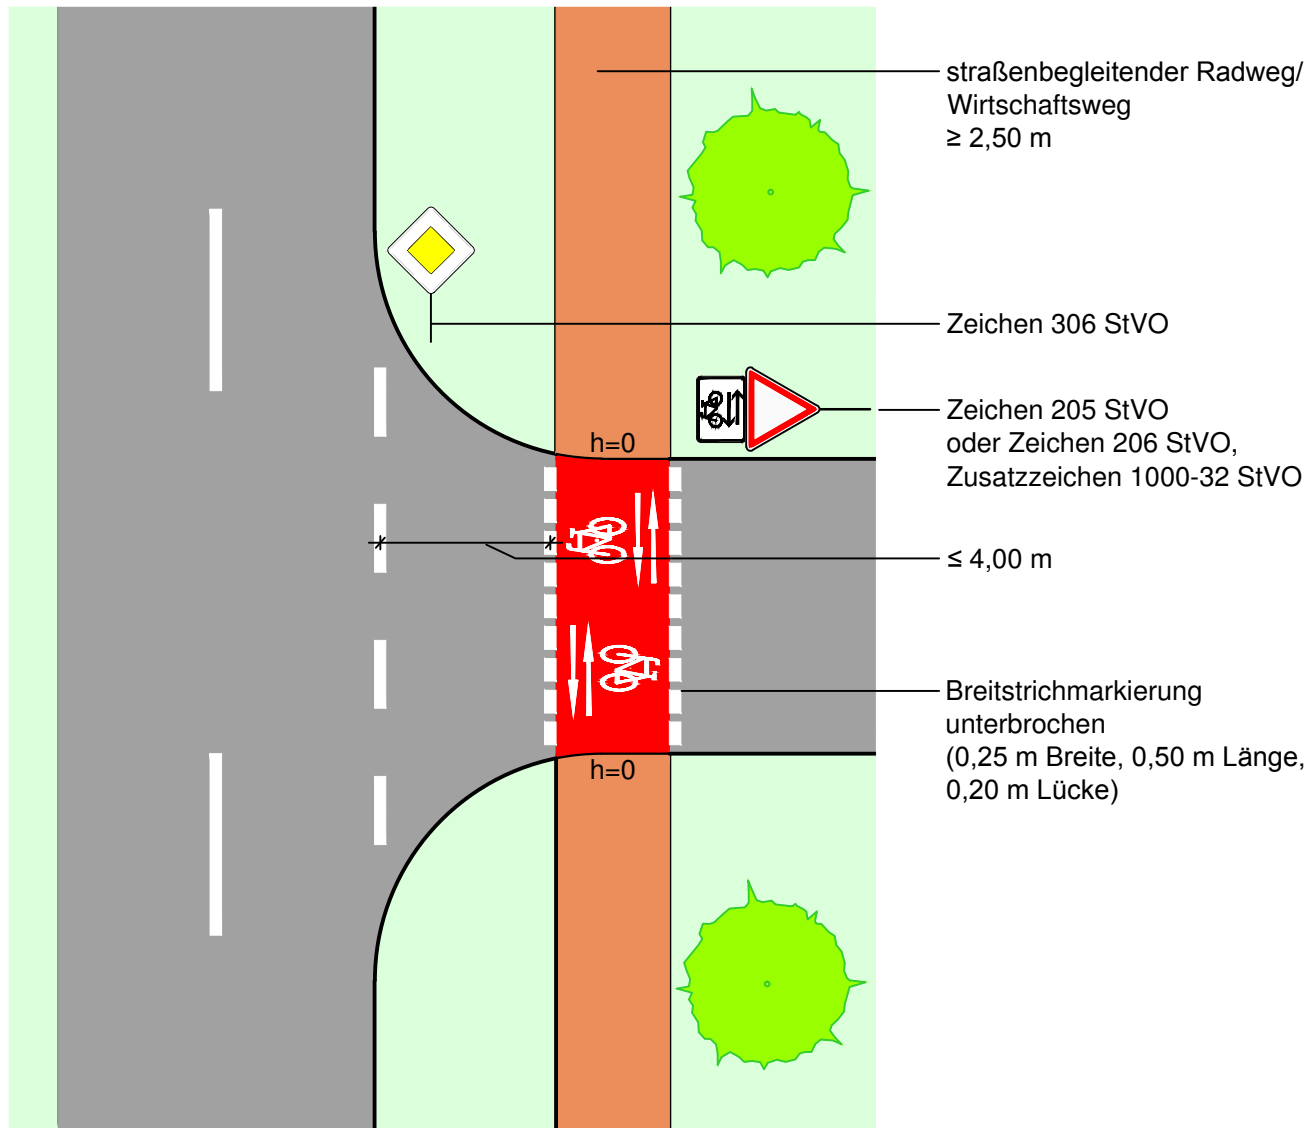 straßenbegleitender Radweg/
Wirtschaftsweg
≥ 2,50 m
Zeichen 306 StVO
Zeichen 205 StVO
oder Zeichen 206 StVO,
Zusatzzeichen 1000-32 StVO
h=0
≤ 4,00 m
Breitstrichmarkierung
unterbrochen
(0,25 m Breite, 0,50 m Länge,
0,20 m Lücke)
h=0